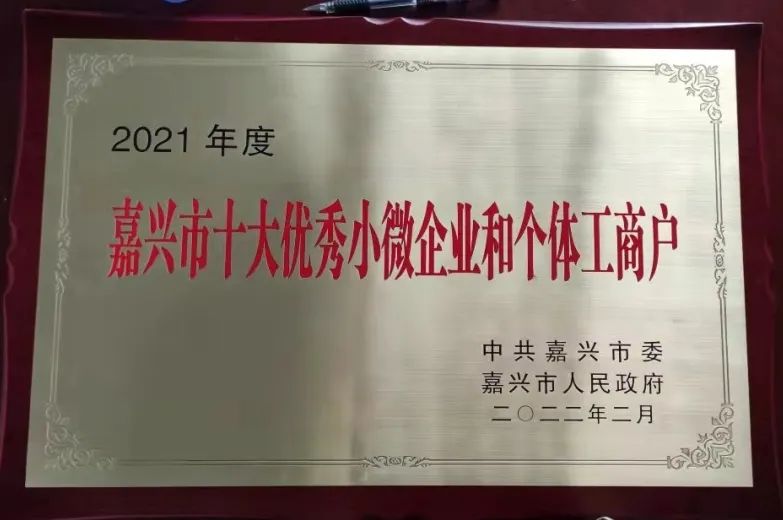 2021 年度
嘉兴市十大优秀小微企业和个体工商户
中共嘉兴市委
嘉兴市人民政府
二〇二二年二月